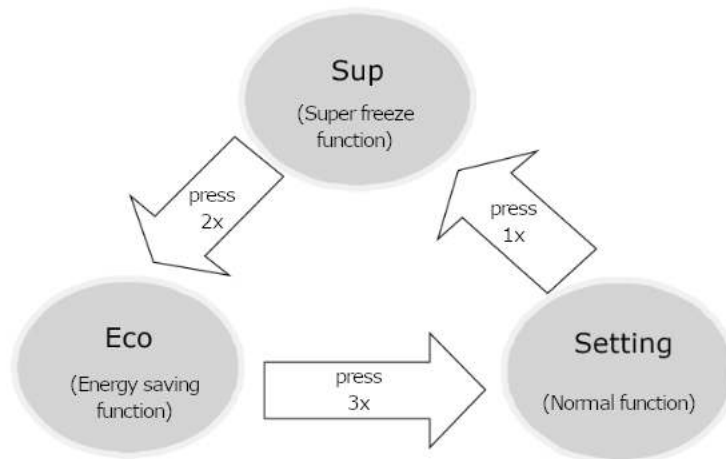 Sup
(Super freeze
function)
press
2x
press
1x
Eco
(Energy saving
function)
press
3x
Setting
(Normal function)